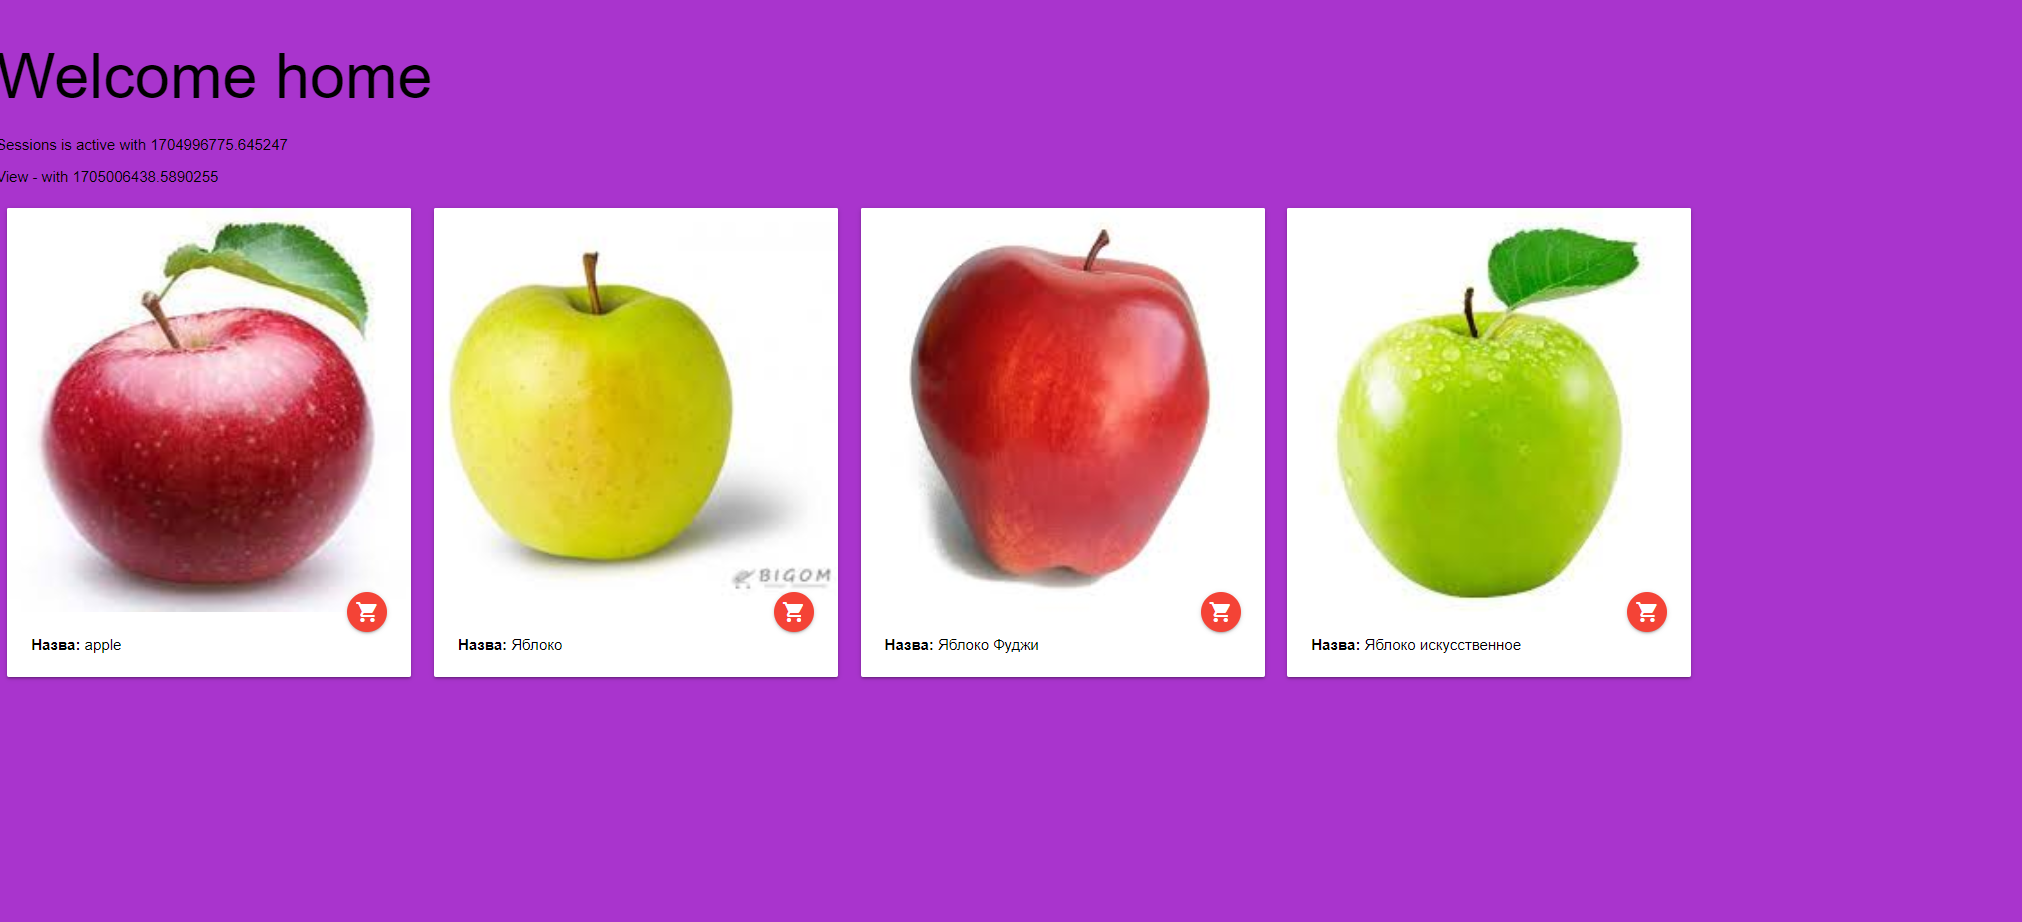 Welcome home
Sessions is active with 1704996775.645247
View - with 1705006438.5890255
BIGOM
Назва: apple
Назва: Яблоко
Назва: Яблоко Фуджи
Назва: Яблоко искусственное